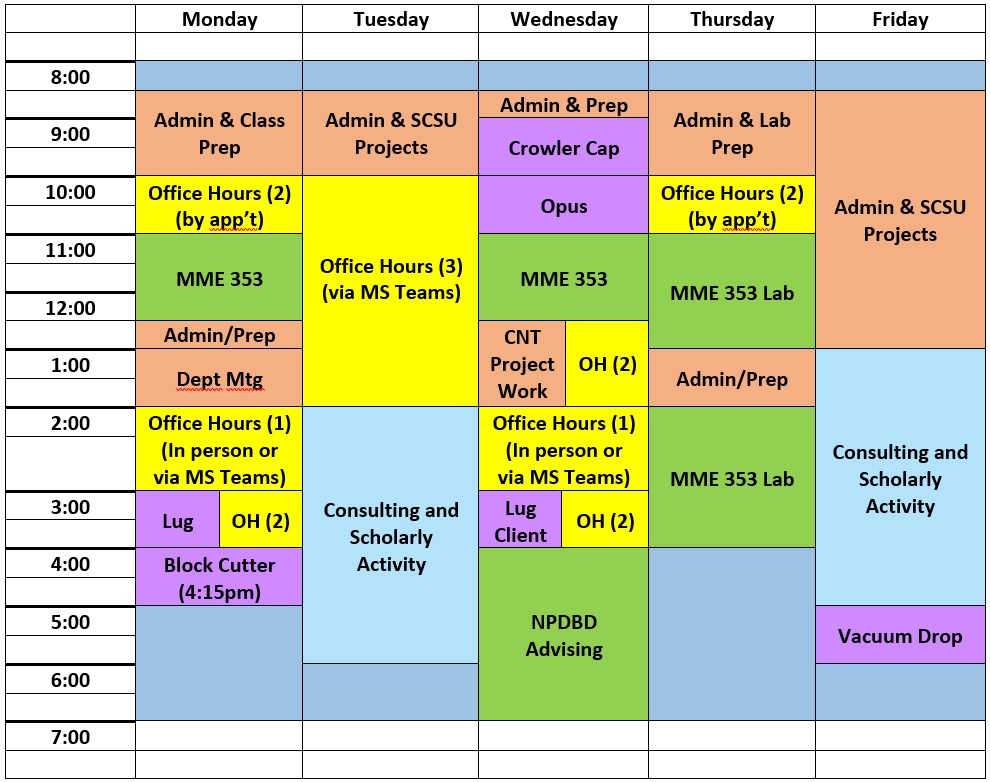 Monday Tuesday Wednesday Thursday Friday
8:00
Admin & Class
Prep
Admin & SCSU
Projects
Admin & Prep
Admin & Lab
Prep
9:00
Crowler Cap
10:00
Office Hours (2)
(by app't)
Opus
Office Hours (2)
(by app't)
Admin & SCSU
Projects
11:00
MME 353
Office Hours (3)
(via MS Teams)
MME 353
MME 353 Lab
12:00
Admin/Prep
CNT
Project
Work
OH (2)
1:00
Dept Mtg
Admin/Prep
2:00
Office Hours (1)
(In person or
via MS Teams)
Office Hours (1)
(In person or
via MS Teams)
MME 353 Lab
Consulting and
Scholarly
Activity
3:00
Lug
OH (2)
Consulting and
Scholarly
Activity
Lug
Client
OH (2)
4:00
Block Cutter
(4:15pm)
5:00
NPDBD
Advising
Vacuum Drop
6:00
7:00